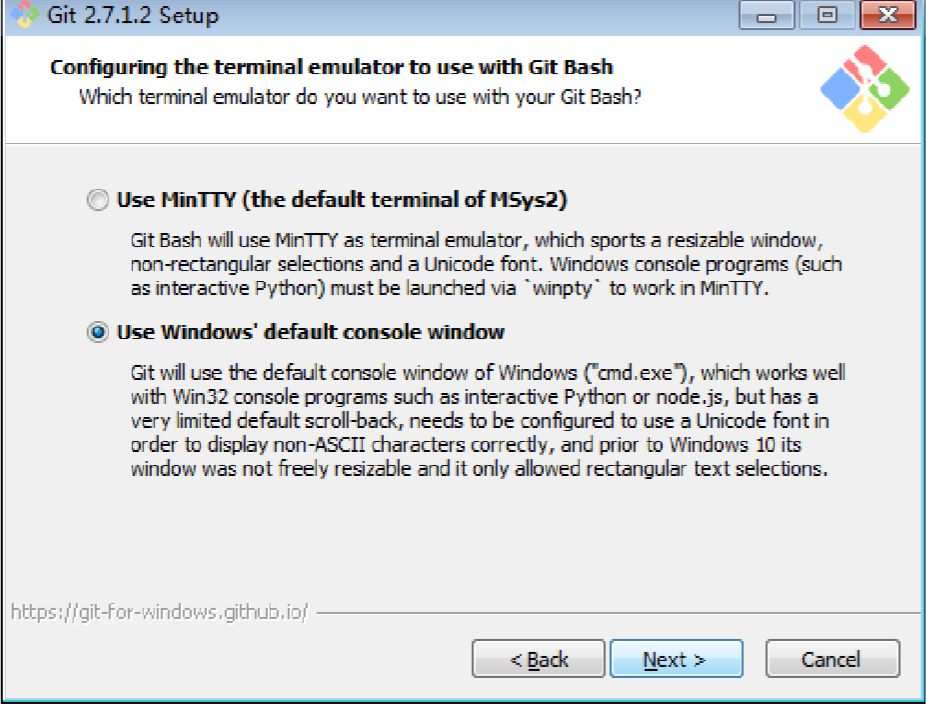 Git 2.7.1.2 Setup
Configuring the terminal emulator to use with Git Bash
Which terminal emulator do you want to use with your Git Bash?
Use MinTTY (the default terminal of MSys2)
Git Bash will use MinTTY as terminal emulator, which sports a resizable window,
non-rectangular selections and a Unicode font. Windows console programs (such
as interactive Python) must be launched via `winpty` to work in MinTTY.
Use Windows' default console window
Git will use the default console window of Windows ("cmd.exe"), which works well
with Win32 console programs such as interactive Python or node.js, but has a
very limited default scroll-back, needs to be configured to use a Unicode font in
order to display non-ASCII characters correctly, and prior to Windows 10 its
window was not freely resizable and it only allowed rectangular text selections.
https://git-for-windows.github.io/
< Back
Next >
Cancel